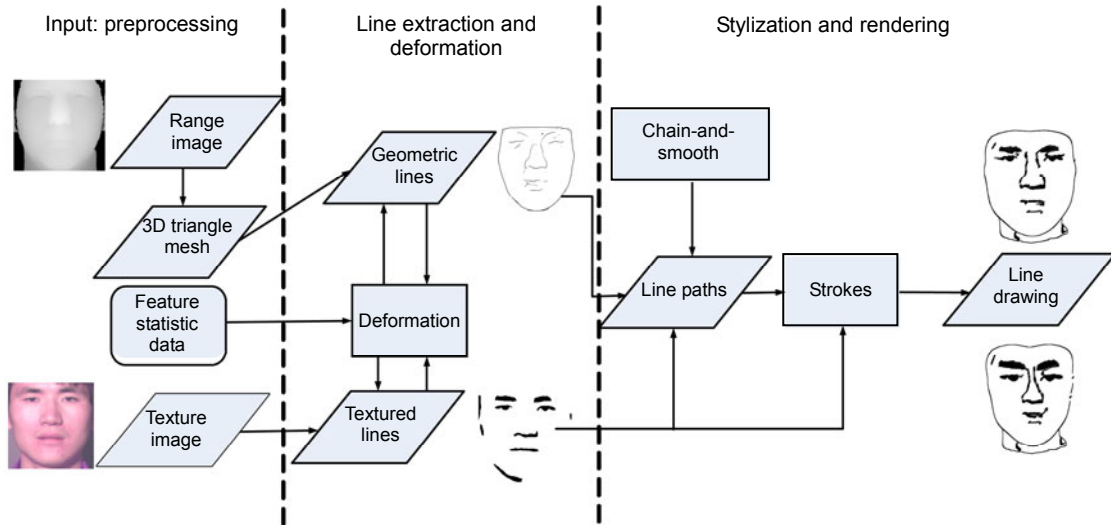 Input: preprocessing
Line extraction and
deformation
Stylization and rendering
Range
image
3D triangle
mesh
Feature
statistic
data
Texture
image
Geometric
lines
Deformation
Textured
lines
Chain-and-
smooth
Line paths
Strokes
Line
drawing